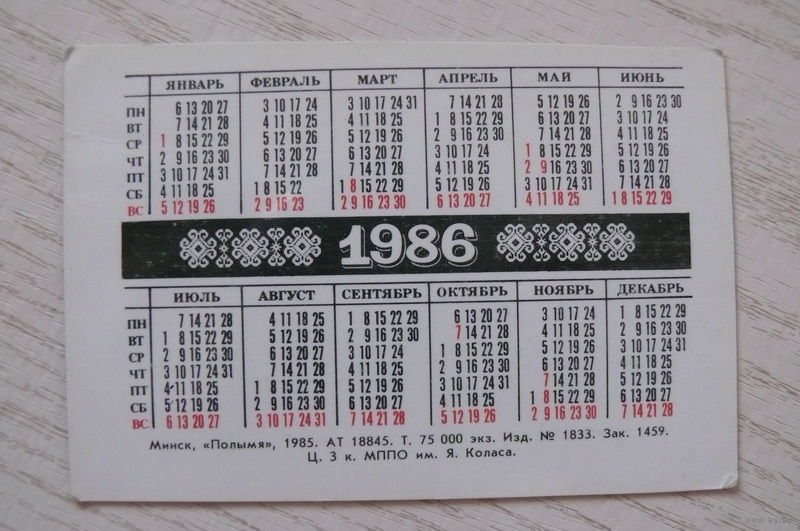 ЯНВАРЬ ФЕВРАЛЬ МАРТ АПРЕЛЬ МАЙ ИЮНЬ
ПН 6 13 20 27 3 10 17 24 3 10 17 24 31 7 14 21 28 5 12 19 26 2 9 16 23 30
ВТ 7 14 21 28 4 11 18 25 4 11 18 25 1 8 15 22 29 6 13 20 27 3 10 17 24
СР 1 8 15 22 29 5 12 19 26 5 12 19 26 2 9 16 23 30 7 14 21 28 4 11 18 25
ЧТ 2 9 16 23 30 6 13 20 27 6 13 20 27 3 10 17 24 1 8 15 22 29 5 12 19 26
ПТ 3 10 17 24 31 7 14 21 28 7 14 21 28 4 11 18 25 2 9 16 23 30 6 13 20 27
СБ 4 11 18 25 1 8 15 22 1 8 15 22 29 5 12 19 26 3 10 17 24 31 7 14 21 28
ВС 5 12 19 26 2 9 16 23 2 9 16 23 30 6 13 20 27 4 11 18 25 1 8 15 22 29
1986
ИЮЛЬ АВГУСТ СЕНТЯБРЬ ОКТЯБРЬ НОЯБРЬ ДЕКАБРЬ
ПН 7 14 21 28 4 11 18 25 1 8 15 22 29 6 13 20 27 3 10 17 24 1 8 15 22 29
ВТ 1 8 15 22 29 5 12 19 26 2 9 16 23 30 7 14 21 28 4 11 18 25 2 9 16 23 30
СР 2 9 16 23 30 6 13 20 27 3 10 17 24 1 8 15 22 29 5 12 19 26 3 10 17 24 31
ЧТ 3 10 17 24 31 7 14 21 28 4 11 18 25 2 9 16 23 30 6 13 20 27 4 11 18 25
ПТ 4 11 18 25 1 8 15 22 29 5 12 19 26 3 10 17 24 31 7 14 21 28 5 12 19 26
СБ 5 12 19 26 2 9 16 23 30 6 13 20 27 4 11 18 25 1 8 15 22 29 6 13 20 27
ВС 6 13 20 27 3 10 17 24 31 7 14 21 28 5 12 19 26 2 9 16 23 30 7 14 21 28
Минск, «Полымя», 1985. АТ 18845. Т. 75 000 экз. Изд. № 1833. Зак. 1459.
Ц. 3 к. МППО им. Я. Коласа.